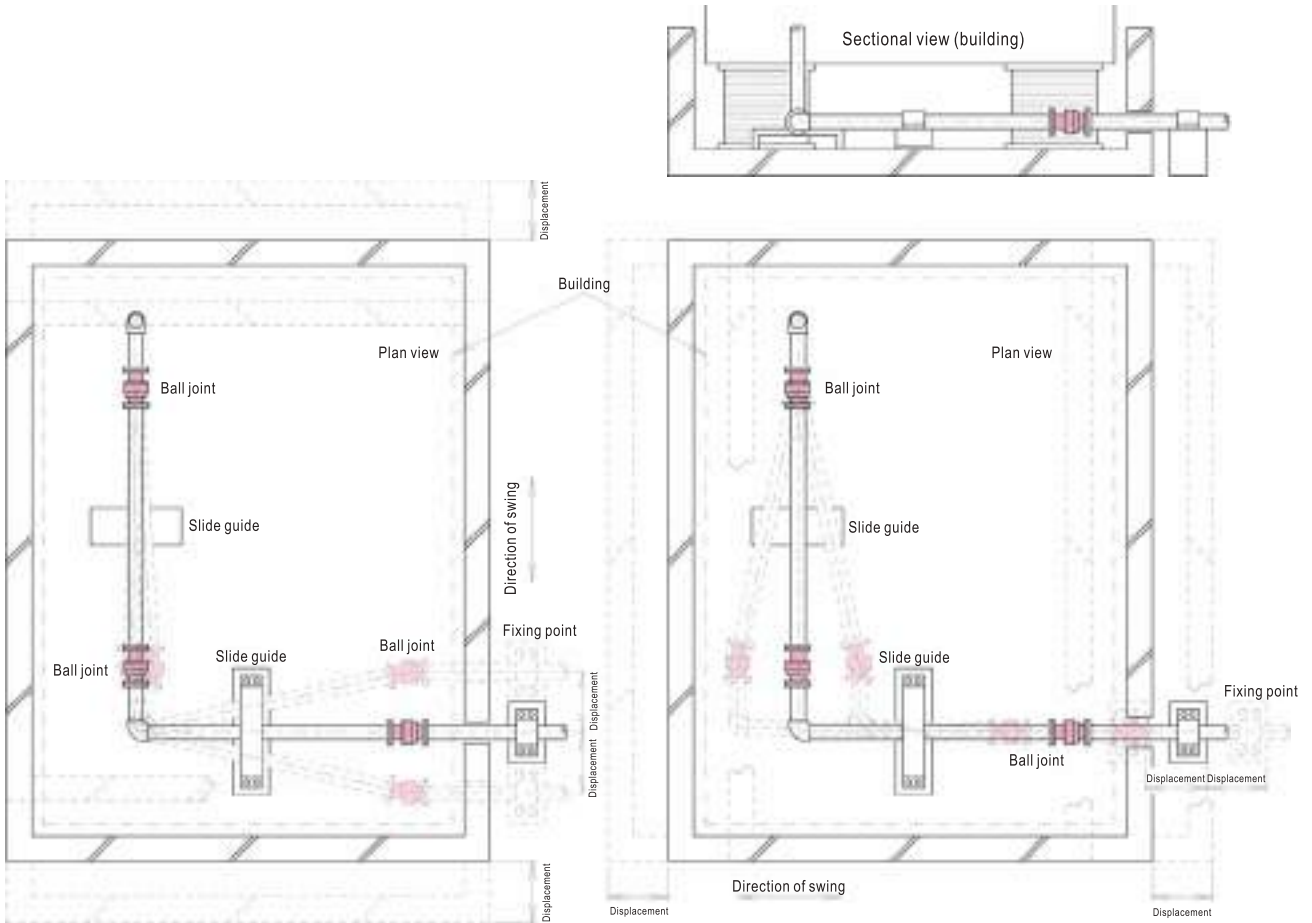 Sectional view (building)
Displacement
Building
Plan view
Plan view
Ball joint
Ball joint
Direction of swing
Slide guide
Slide guide
Fixing point
Ball joint
Slide guide
Ball joint
Slide guide
Fixing point
Displacement
Displacement
Ball joint
Displacement Displacement
Displacement
Direction of swing
Displacement
Displacement